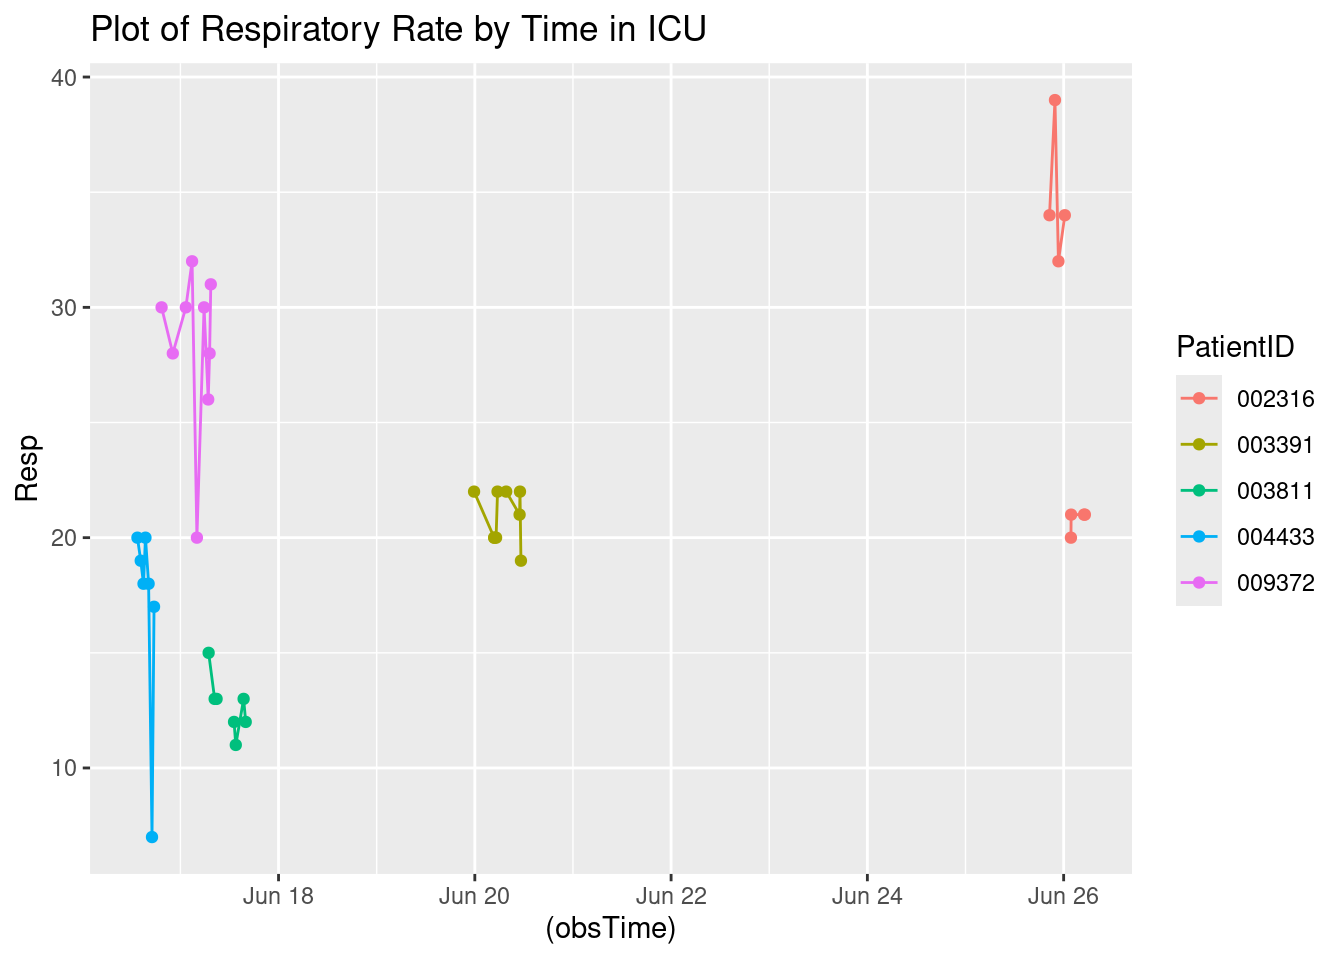 Plot of Respiratory Rate by Time in ICU
40
30
20
10
Resp
Jun 18
Jun 20
Jun 22
Jun 24
Jun 26
(obsTime)
PatientID
002316
003391
003811
004433
009372